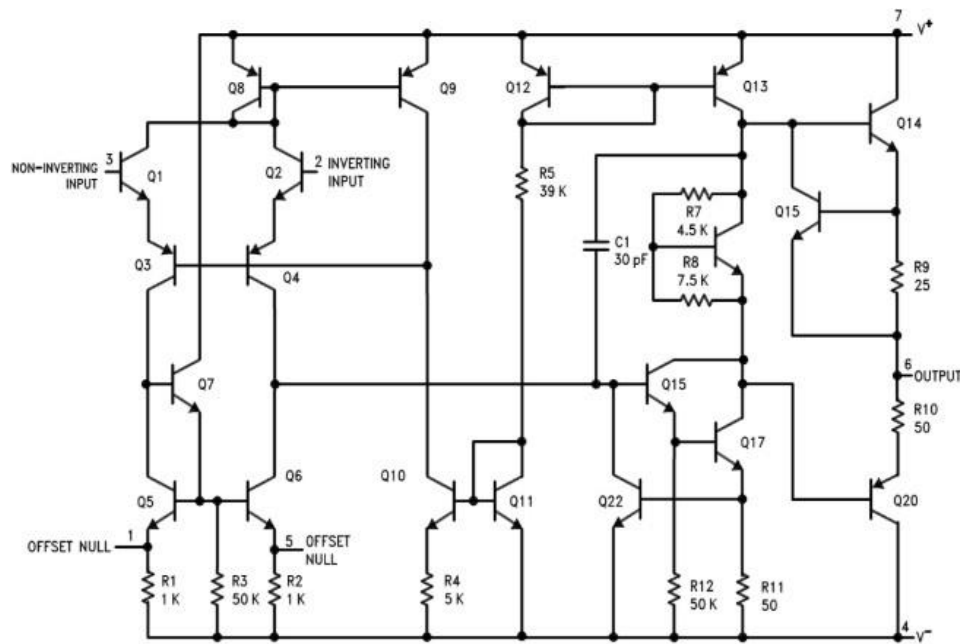 7
V+
Q8
Q9
Q12
Q13
Q14
3
NON-INVERTING
INPUT
Q1
Q2
2 INVERTING
INPUT
R5
39 K
R7
4.5 K
Q15
C1
30 pF
R8
7.5 K
Q3
Q4
R9
25
Q7
Q15
6
OUTPUT
R10
50
Q5
Q6
Q10
Q11
Q22
Q17
Q20
OFFSET NULL
1
5
OFFSET
NULL
R1
1 K
R3
50 K
R2
1 K
R4
5 K
R12
50 K
R11
50
4
V-